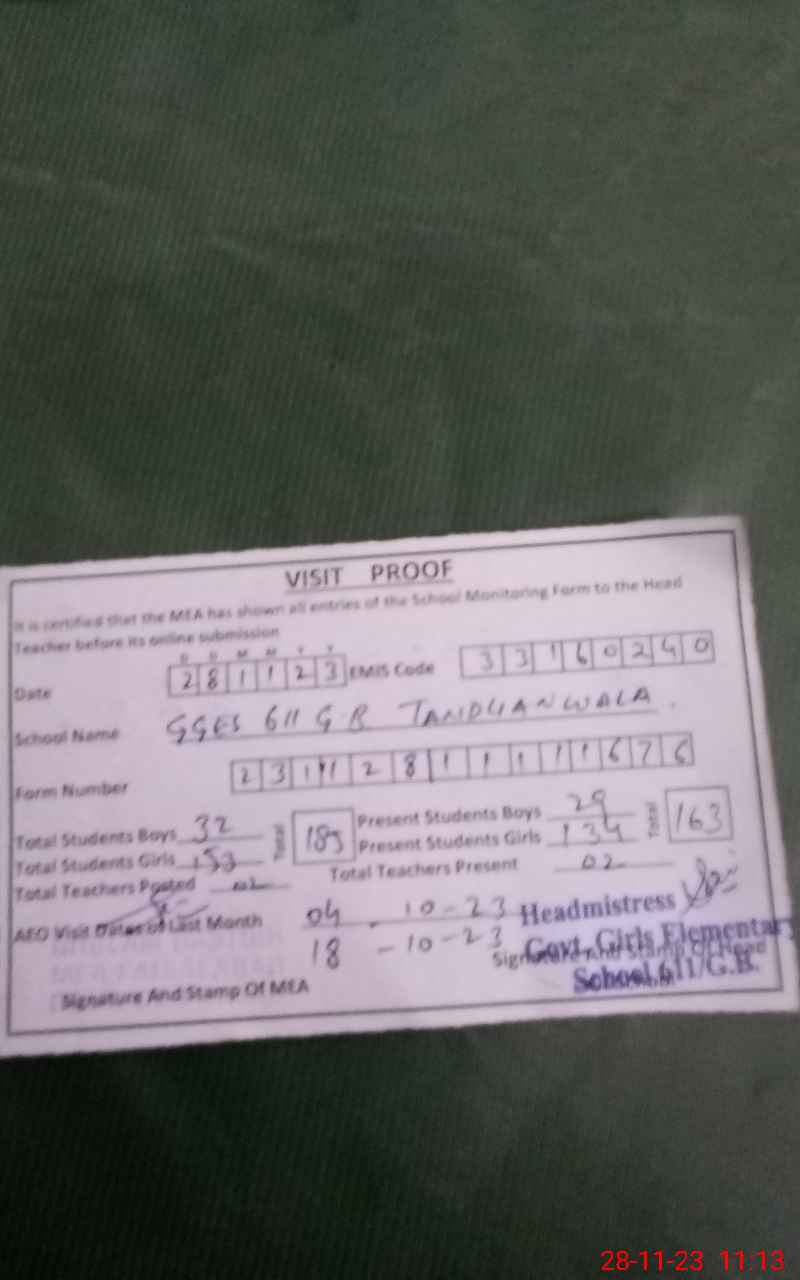 VISIT PROOF
It is certified that the MEA has shown all entries of the School Monitoring Form to the Head
Teacher before its online submission
D D M M Y Y
Date 2 8 1 1 2 3 EMIS Code 3 3 1 6 0 2 4 0
School Name GGES 611 G.B TANDLIANWALA
Form Number 2 3 1 1 2 8 1 1 1 1 1 6 7 6
Total Students Boys 32 Total 185 Present Students Boys 29 Total 163
Total Students Girls 153 Present Students Girls 134
Total Teachers Posted 02 Total Teachers Present 02
AEO Visit Dates of Last Month 04 - 10 - 23
18 - 10 - 23
Headmistress
Govt. Girls Elementary
School 611/G.B.
Signature And Stamp Of Head
Signature And Stamp Of MEA
28-11-23 11:13